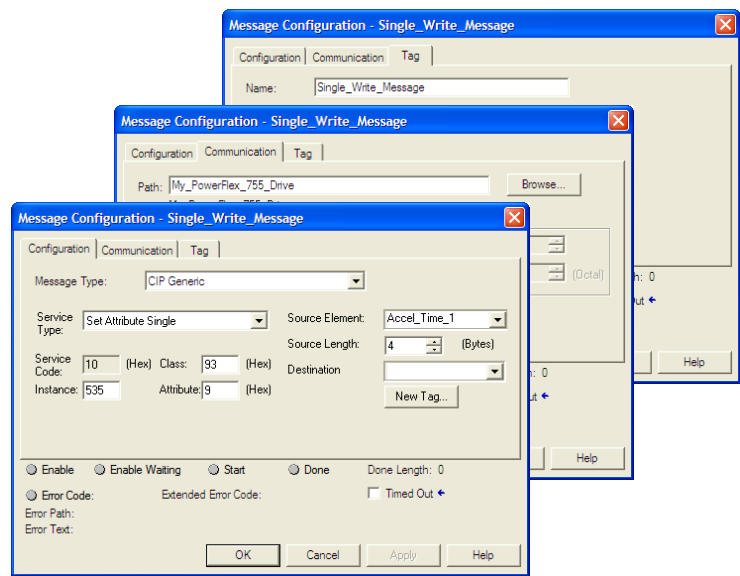 Message Configuration - Single_Write_Message
Configuration Communication Tag
Name: Single_Write_Message
Message Configuration - Single_Write_Message
Configuration Communication Tag
Path: My_PowerFlex_755_Drive Browse...
(Octal)
Message Configuration - Single_Write_Message
Configuration Communication Tag
Message Type: CIP Generic
Service Type: Set Attribute Single Source Element: Accel_Time_1
Source Length: 4 (Bytes)
Service Code: 10 (Hex) Class: 93 (Hex) Destination
Instance: 535 Attribute: 9 (Hex) New Tag...
Enable Enable Waiting Start Done Done Length: 0
Error Code: Extended Error Code: Timed Out
Error Path:
Error Text:
OK Cancel Apply Help
: 0
Help
h: 0
Help